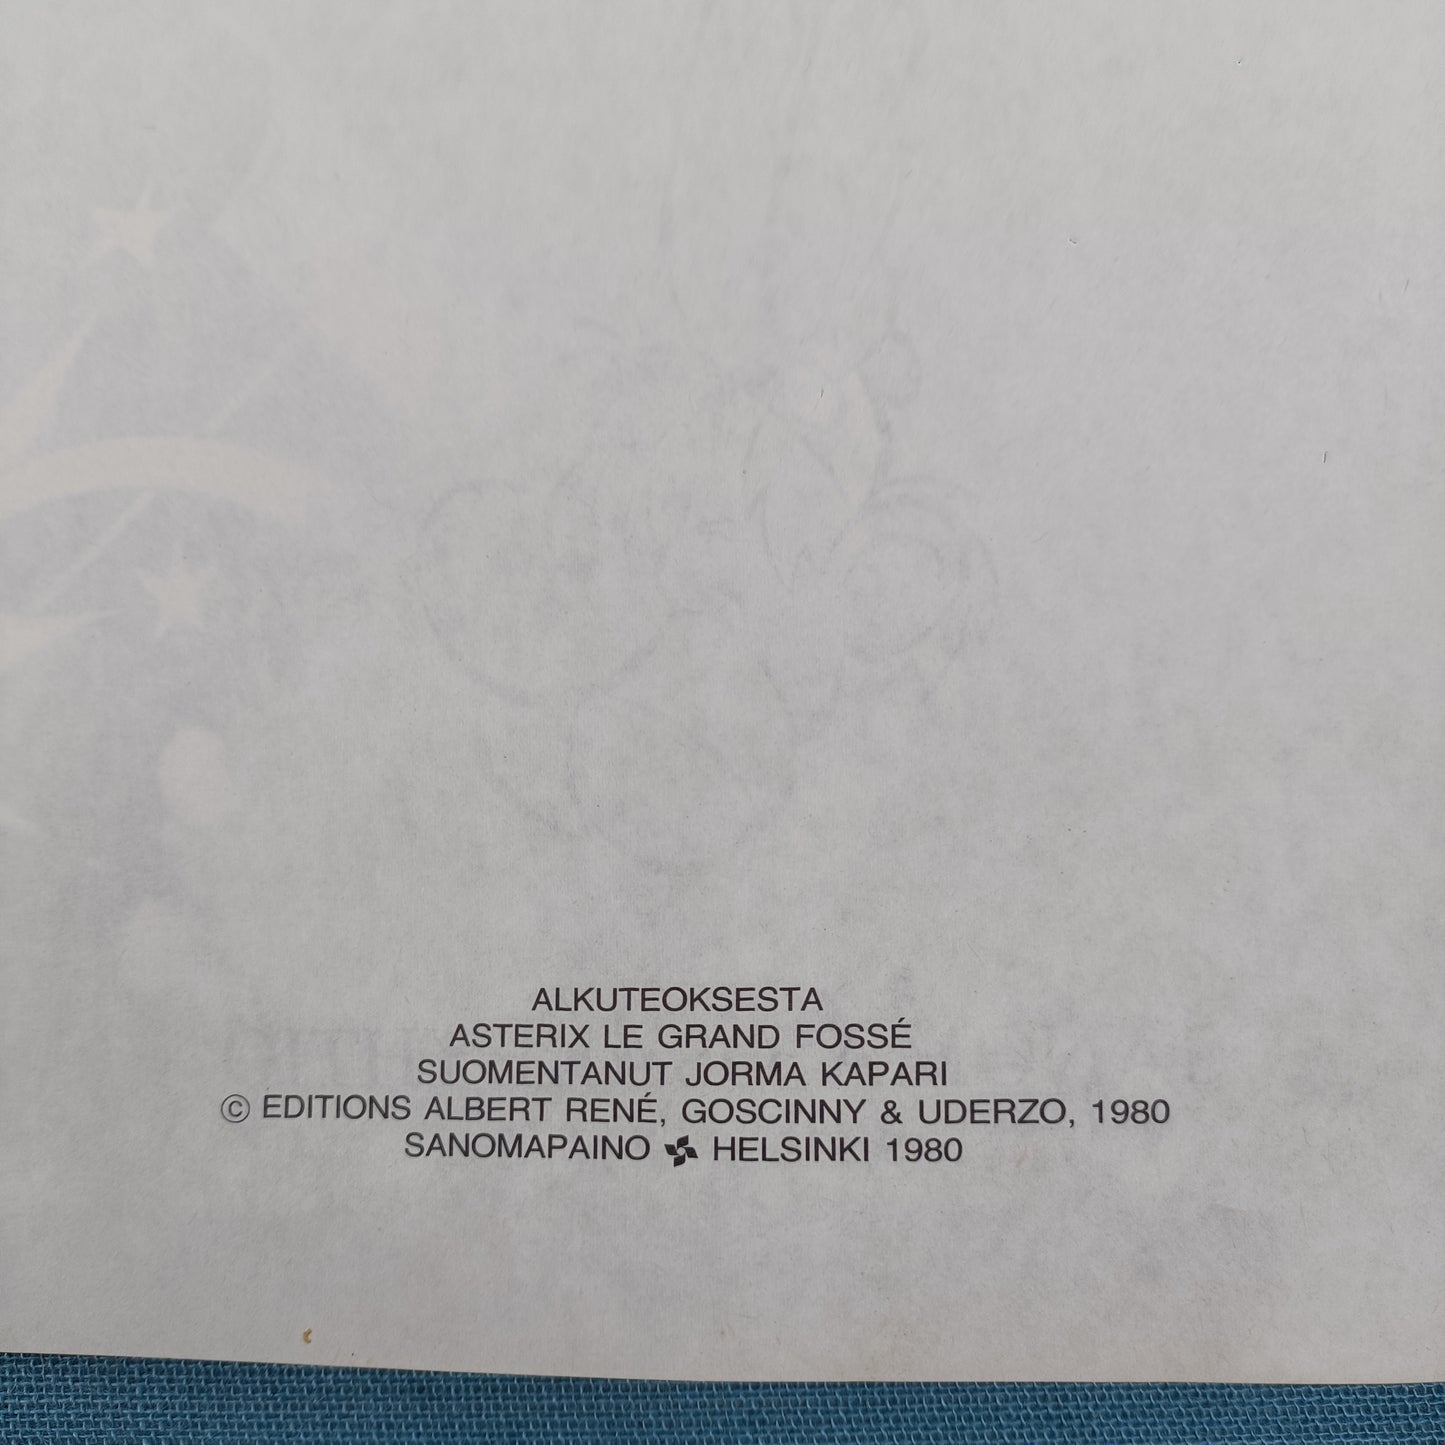 ALKUTEOKSESTA
ASTERIX LE GRAND FOSSÉ
SUOMENTANUT JORMA KAPARI
© EDITIONS ALBERT RENÉ, GOSCINNY & UDERZO, 1980
SANOMAPAINO HELSINKI 1980